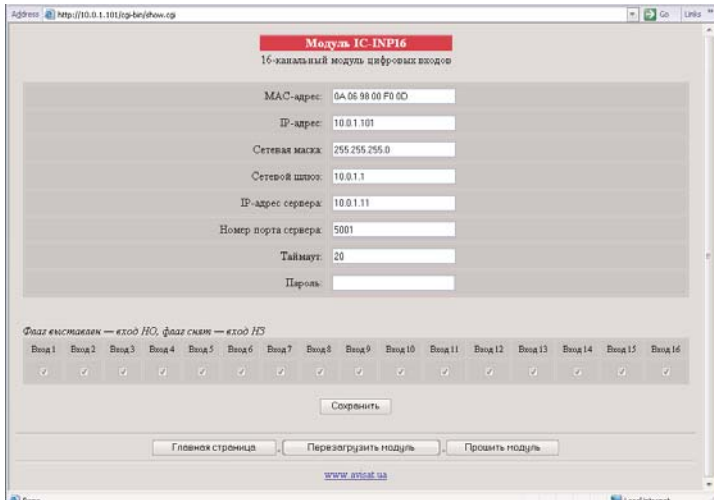 Address http://10.0.1.101/cgi-bin/show.cgi Go Links
Модуль IC-INP16
16-канальный модуль цифровых входов
MAC-адрес: 0A 06 98 00 F0 0D
IP-адрес: 10.0.1.101
Сетевая маска: 255.255.255.0
Сетевой шлюз: 10.0.1.1
IP-адрес сервера: 10.0.1.11
Номер порта сервера: 5001
Таймаут: 20
Пароль:
Флаг выставлен — вход НО, флаг снят — вход НЗ
Вход 1 Вход 2 Вход 3 Вход 4 Вход 5 Вход 6 Вход 7 Вход 8 Вход 9 Вход 10 Вход 11 Вход 12 Вход 13 Вход 14 Вход 15 Вход 16
Сохранить
Главная страница . Перезагрузить модуль . Прошить модуль
www.avisat.ua